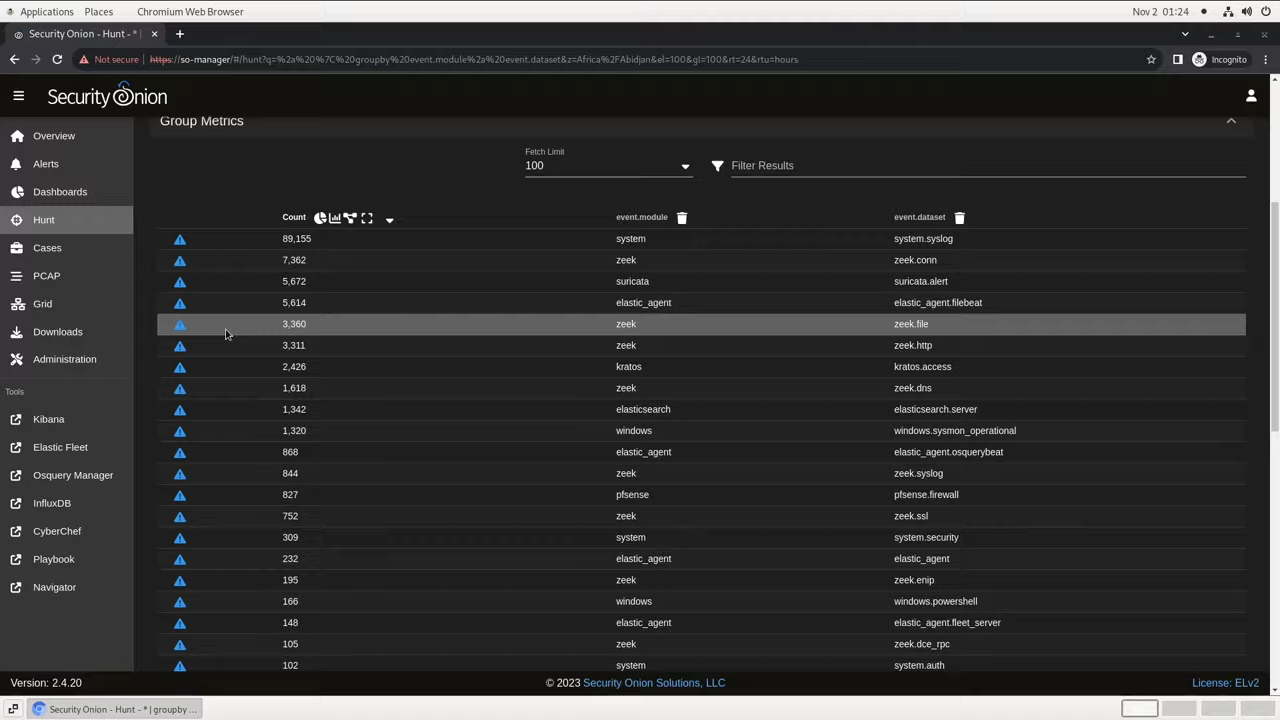 Applications Places Chromium Web Browser Nov 2 01:24
Security Onion - Hunt - *
Not secure https://so-manager/#/hunt?q=%2a%20%7C%20groupby%20event.module%2a%20event.dataset&z=Africa%2FAbidjan&el=100&gl=100&rt=24&rtu=hours Incognito
Security Onion
Overview
Alerts
Dashboards
Hunt
Cases
PCAP
Grid
Downloads
Administration
Tools
Kibana
Elastic Fleet
Osquery Manager
InfluxDB
CyberChef
Playbook
Navigator
Group Metrics
Fetch Limit
100 Filter Results
Count event.module event.dataset
89,155 system system.syslog
7,362 zeek zeek.conn
5,672 suricata suricata.alert
5,614 elastic_agent elastic_agent.filebeat
3,360 zeek zeek.file
3,311 zeek zeek.http
2,426 kratos kratos.access
1,618 zeek zeek.dns
1,342 elasticsearch elasticsearch.server
1,320 windows windows.sysmon_operational
868 elastic_agent elastic_agent.osquerybeat
844 zeek zeek.syslog
827 pfsense pfsense.firewall
752 zeek zeek.ssl
309 system system.security
232 elastic_agent elastic_agent
195 zeek zeek.enip
166 windows windows.powershell
148 elastic_agent elastic_agent.fleet_server
105 zeek zeek.dce_rpc
102 system system.auth
Version: 2.4.20 © 2023 Security Onion Solutions, LLC License: ELv2
Security Onion - Hunt - * | groupby ...